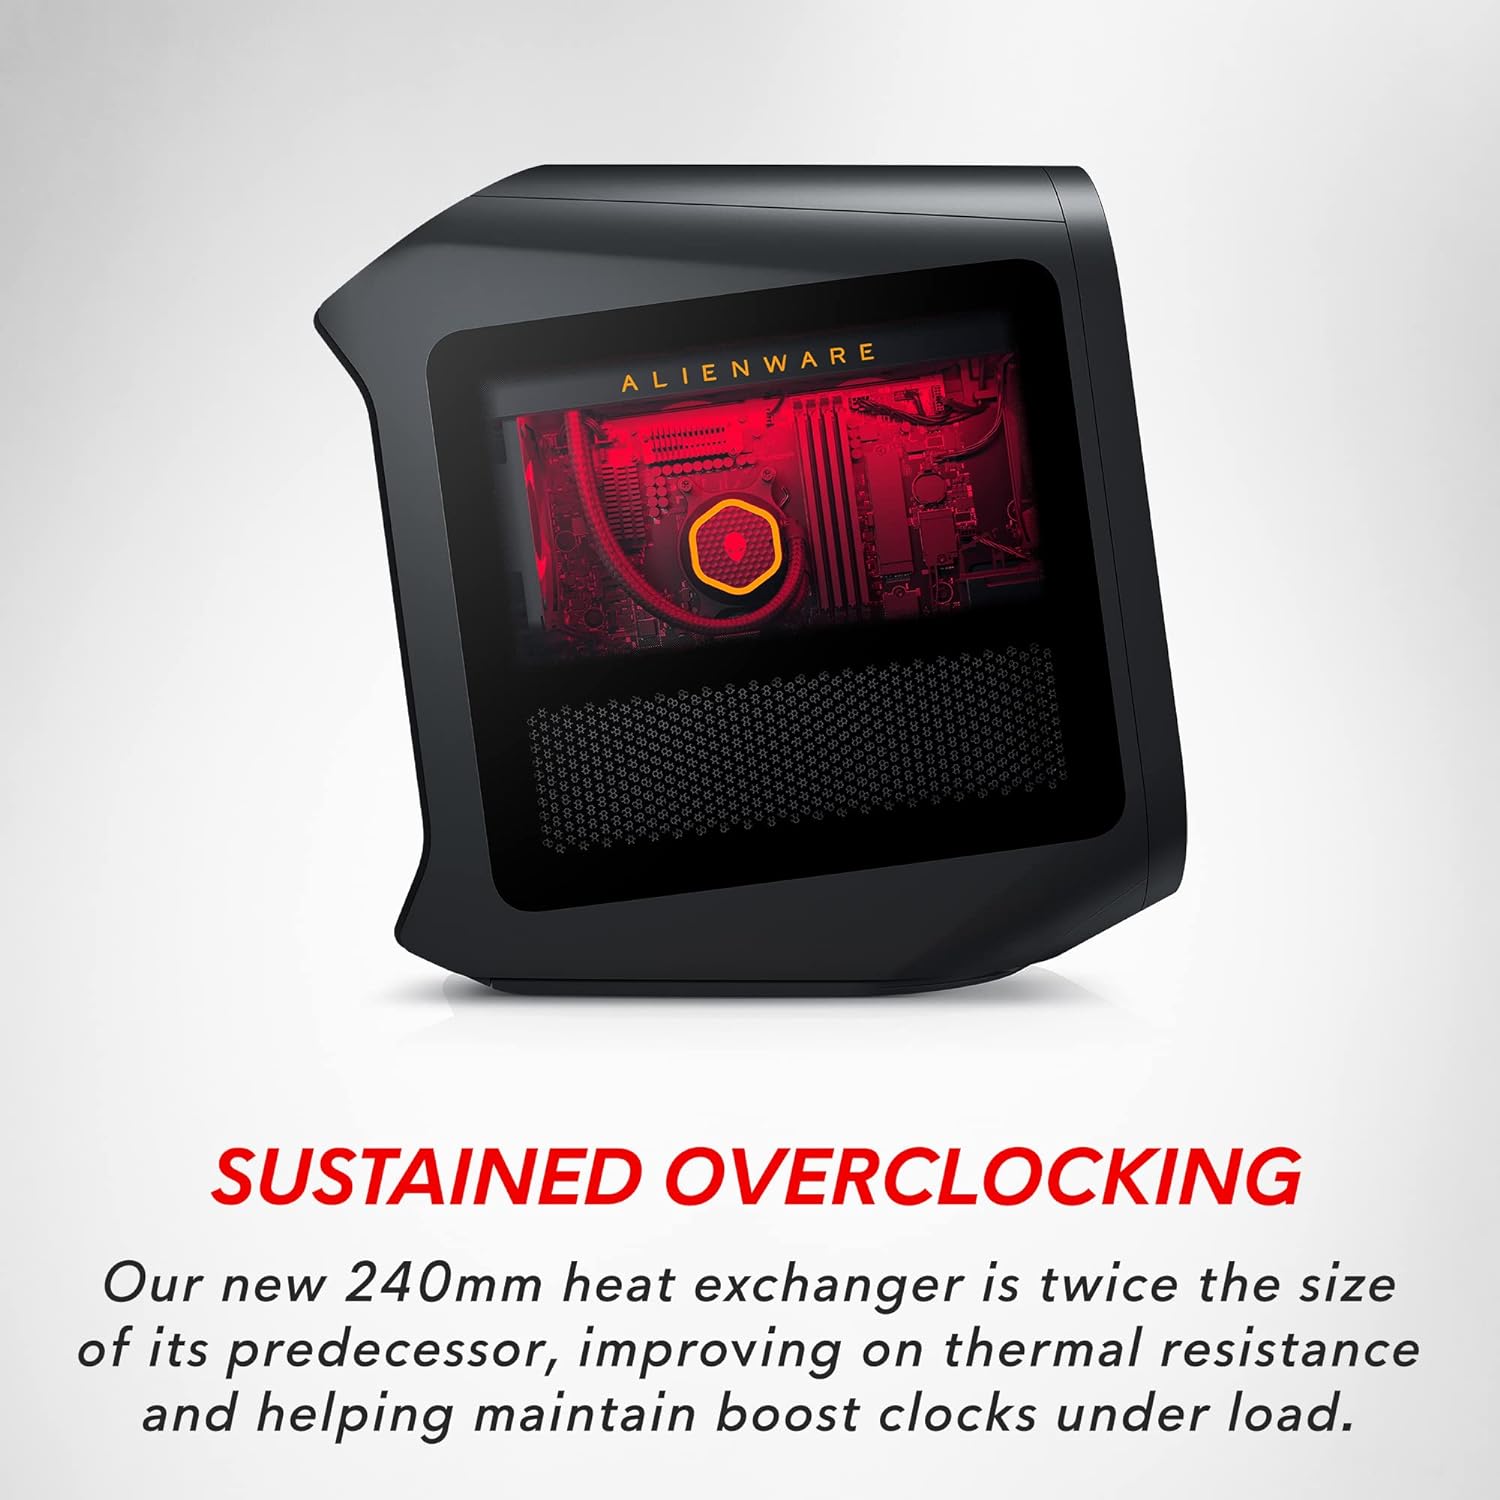 ALIENWARE
SUSTAINED OVERCLOCKING
Our new 240mm heat exchanger is twice the size
of its predecessor, improving on thermal resistance
and helping maintain boost clocks under load.